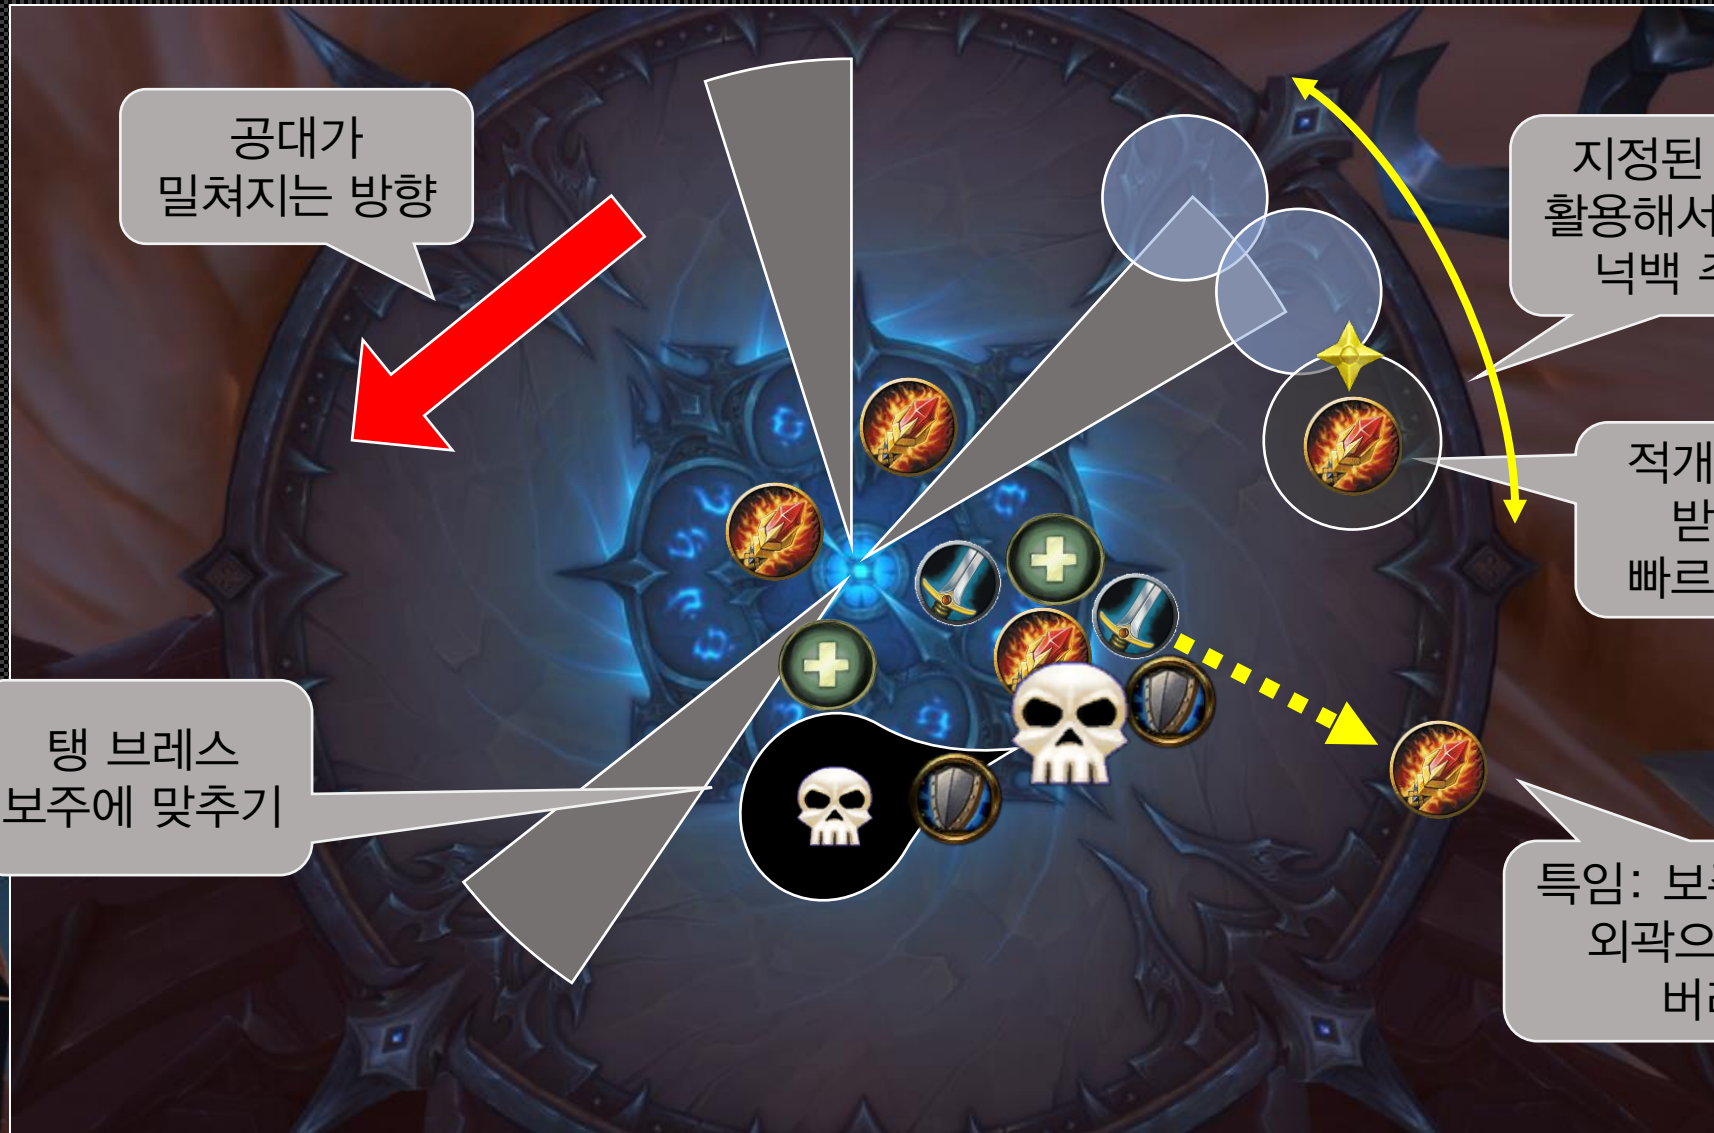 공대가
밀쳐지는 방향
지정된
활용해서
넉백
적개
받
빠르
탱 브레스
보주에 맞추기
특임: 보주
외곽으
버려